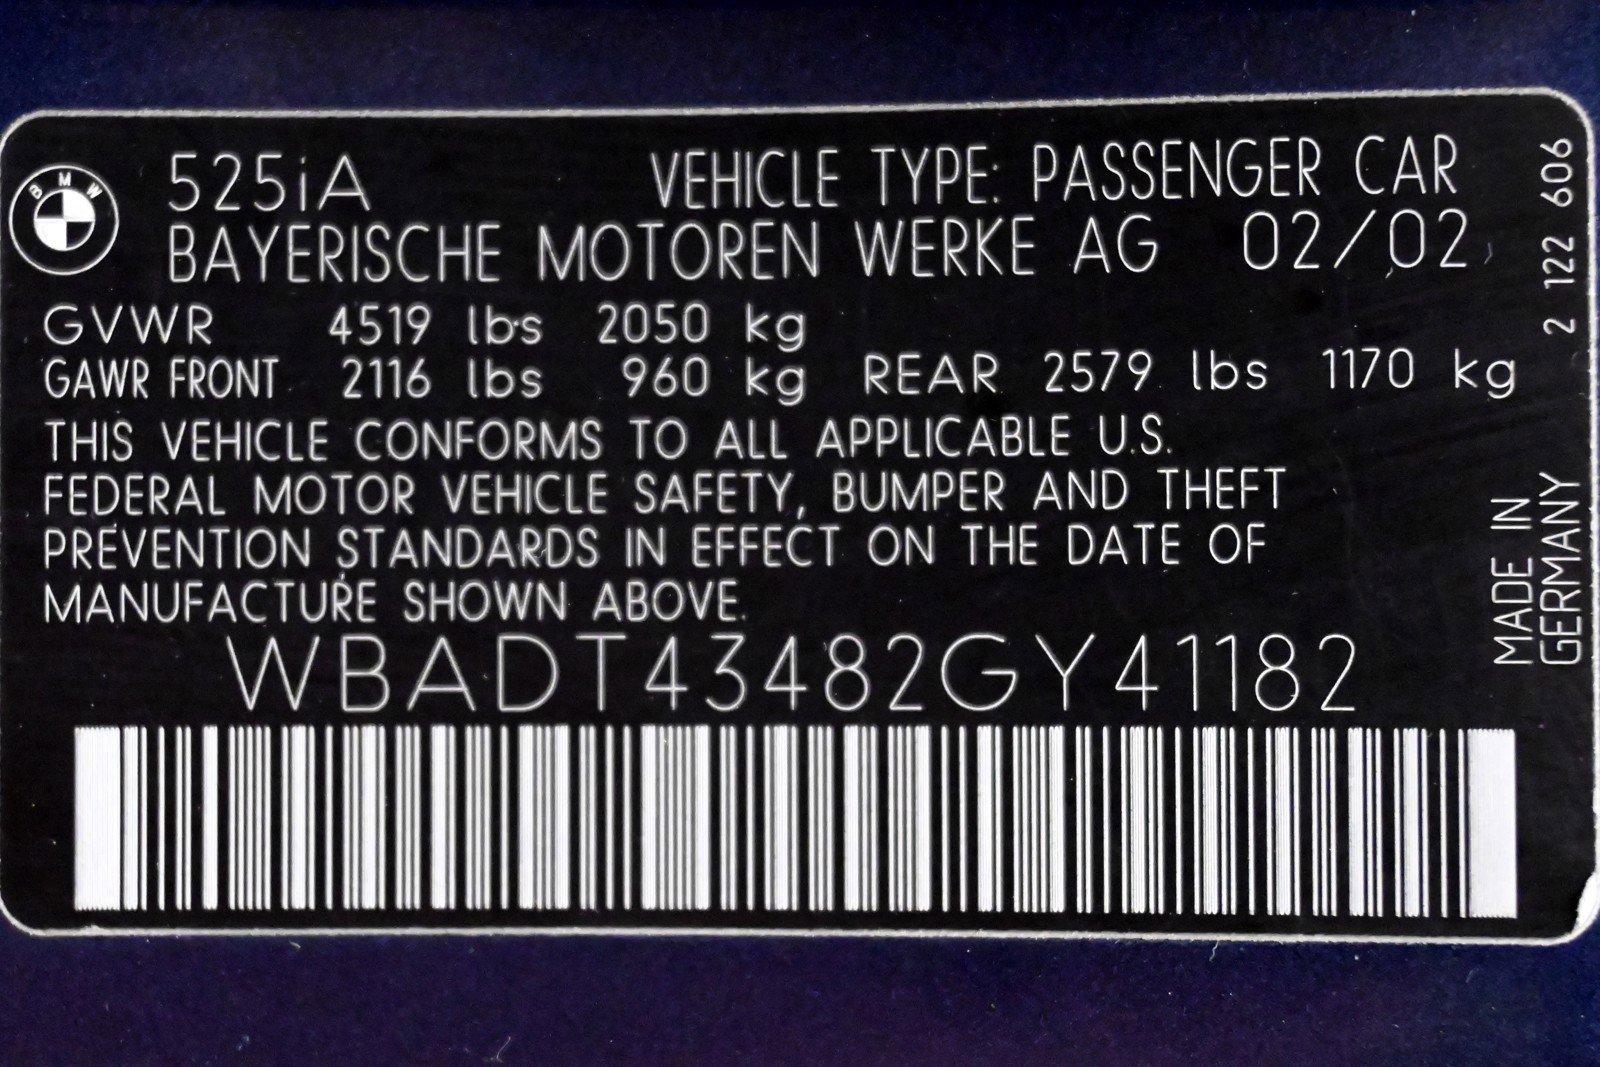 BMW
525iA VEHICLE TYPE: PASSENGER CAR
BAYERISCHE MOTOREN WERKE AG 02/02
GVWR 4519 lbs 2050 kg
GAWR FRONT 2116 lbs 960 kg REAR 2579 lbs 1170 kg
THIS VEHICLE CONFORMS TO ALL APPLICABLE U.S.
FEDERAL MOTOR VEHICLE SAFETY, BUMPER AND THEFT
PREVENTION STANDARDS IN EFFECT ON THE DATE OF
MANUFACTURE SHOWN ABOVE.
WBADT43482GY41182
2 122 606
MADE IN
GERMANY